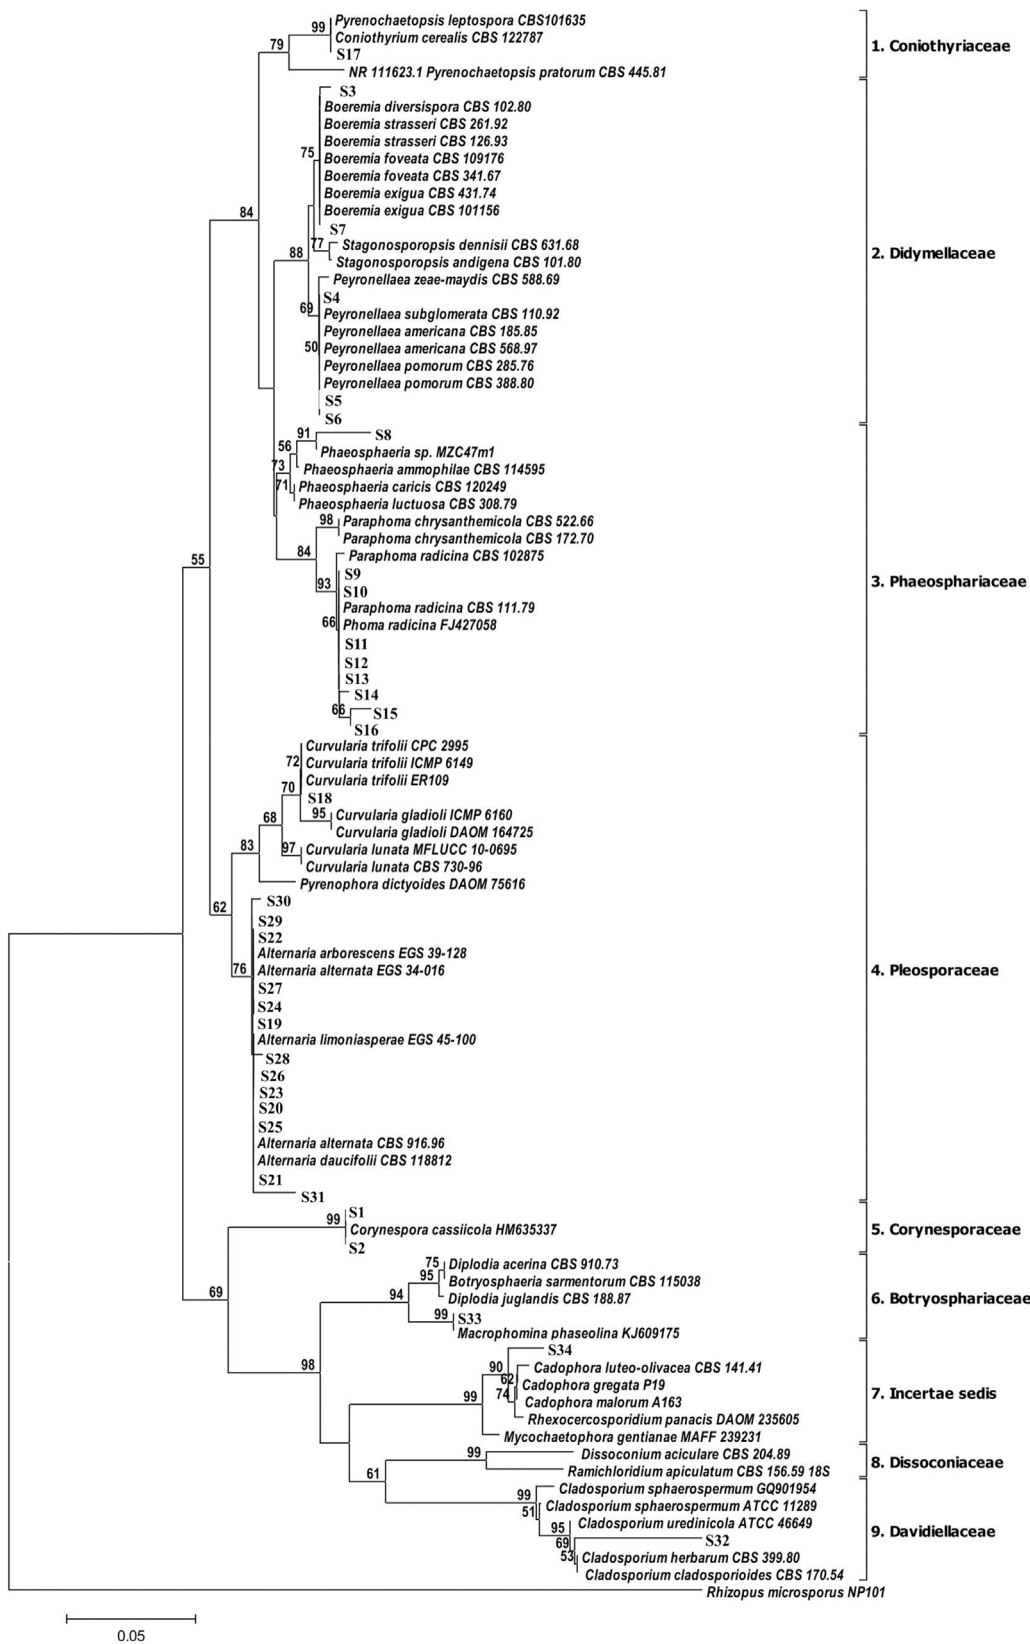 Pyrenochaetopsis leptospora CBS101635
99
Coniothyrium cerealis CBS 122787
79
1. Coniothyriaceae
S17
NR 111623.1 Pyrenochaetopsis pratorum CBS 445.81
S3
Boeremia diversispora CBS 102.80
Boeremia strasseri CBS 261.92
Boeremia strasseri CBS 126.93
75
Boeremia foveata CBS 109176
Boeremia foveata CBS 341.67
Boeremia exigua CBS 431.74
84
Boeremia exigua CBS 101156
S7
77
Stagonosporopsis dennisii CBS 631.68
88
2. Didymellaceae
Stagonosporopsis andigena CBS 101.80
Peyronellaea zeae-maydis CBS 588.69
S4
69
Peyronellaea subglomerata CBS 110.92
Peyronellaea americana CBS 185.85
50
Peyronellaea americana CBS 568.97
Peyronellaea pomorum CBS 285.76
Peyronellaea pomorum CBS 388.80
S5
S6
91
S8
56
Phaeosphaeria sp. MZC47m1
73
Phaeosphaeria ammophilae CBS 114595
71
Phaeosphaeria caricis CBS 120249
Phaeosphaeria luctuosa CBS 308.79
98
Paraphoma chrysanthemicola CBS 522.66
Paraphoma chrysanthemicola CBS 172.70
84
Paraphoma radicina CBS 102875
55
S9
93
3. Phaeosphariaceae
S10
Paraphoma radicina CBS 111.79
66
Phoma radicina FJ427058
S11
S12
S13
S14
66
S15
S16
Curvularia trifolii CPC 2995
72
Curvularia trifolii ICMP 6149
Curvularia trifolii ER109
70
S18
95
Curvularia gladioli ICMP 6160
68
Curvularia gladioli DAOM 164725
83
97
Curvularia lunata MFLUCC 10-0695
Curvularia lunata CBS 730-96
Pyrenophora dictyoides DAOM 75616
S30
62
S29
S22
Alternaria arborescens EGS 39-128
76
Alternaria alternata EGS 34-016
4. Pleosporaceae
S27
S24
S19
Alternaria limoniasperae EGS 45-100
S28
S26
S23
S20
S25
Alternaria alternata CBS 916.96
Alternaria daucifolii CBS 118812
S21
S31
S1
99
Corynespora cassiicola HM635337
5. Corynesporaceae
S2
75
Diplodia acerina CBS 910.73
95
Botryosphaeria sarmentorum CBS 115038
69
94
Diplodia juglandis CBS 188.87
6. Botryosphariaceae
99
S33
Macrophomina phaseolina KJ609175
S34
98
90
Cadophora luteo-olivacea CBS 141.41
62
Cadophora gregata P19
74
7. Incertae sedis
99
Cadophora malorum A163
Rhexocercosporidium panacis DAOM 235605
Mycochaetophora gentianae MAFF 239231
99
Dissoconium aciculare CBS 204.89
8. Dissoconiaceae
61
Ramichloridium apiculatum CBS 156.59 18S
Cladosporium sphaerospermum GQ901954
99
51
Cladosporium sphaerospermum ATCC 11289
95
Cladosporium uredinicola ATCC 46649
9. Davidiellaceae
69
S32
53
Cladosporium herbarum CBS 399.80
Cladosporium cladosporioides CBS 170.54
Rhizopus microsporus NP101
0.05